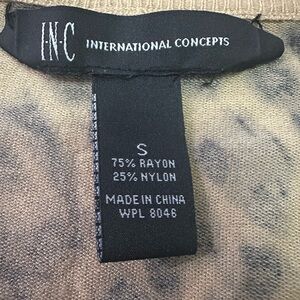 I·N·C INTERNATIONAL CONCEPTS
S
75% RAYON
25% NYLON
MADE IN CHINA
WPL 8046